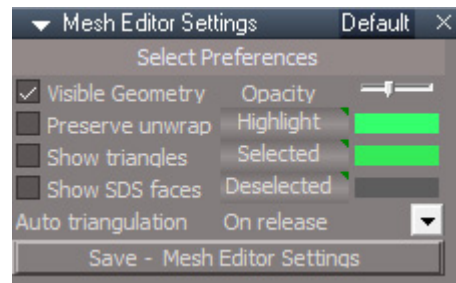 Mesh Editor Settings Default
Select Preferences
Visible Geometry Opacity
Preserve unwrap Highlight
Show triangles Selected
Show SDS faces Deselected
Auto triangulation On release
Save - Mesh Editor Settings